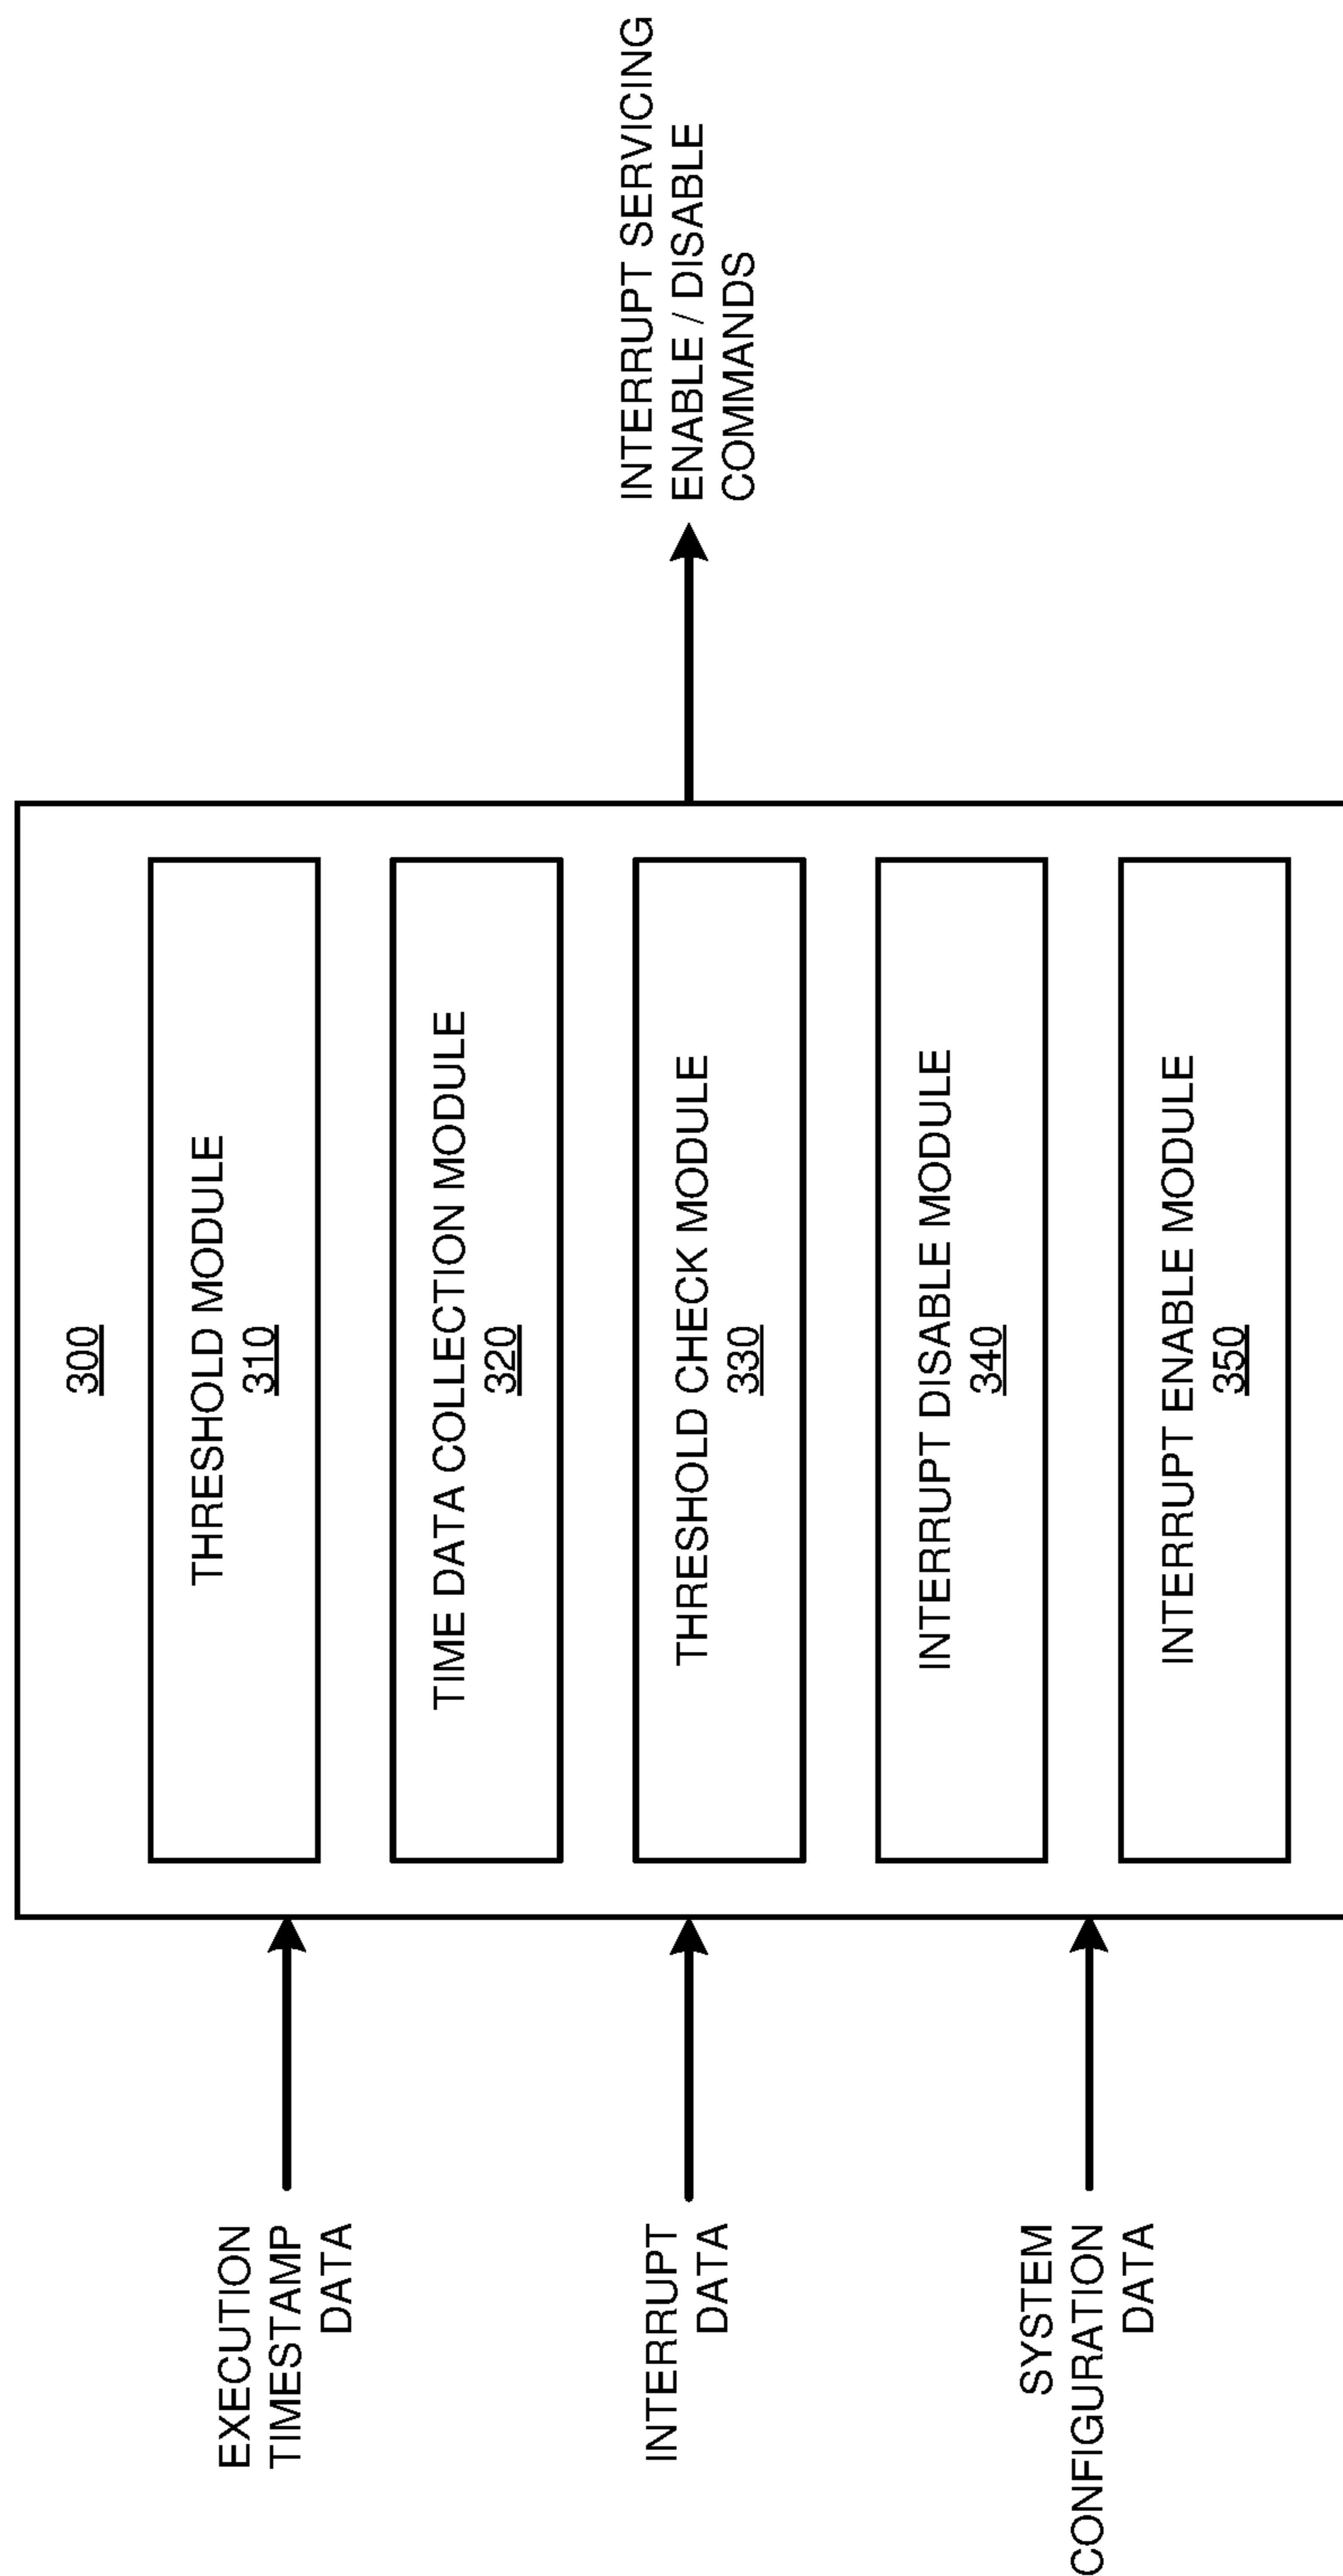 EXECUTION
TIMESTAMP
DATA
INTERRUPT
DATA
SYSTEM
CONFIGURATION
DATA
300
THRESHOLD MODULE
310
TIME DATA COLLECTION MODULE
320
THRESHOLD CHECK MODULE
330
INTERRUPT DISABLE MODULE
340
INTERRUPT ENABLE MODULE
350
INTERRUPT SERVICING
ENABLE / DISABLE
COMMANDS